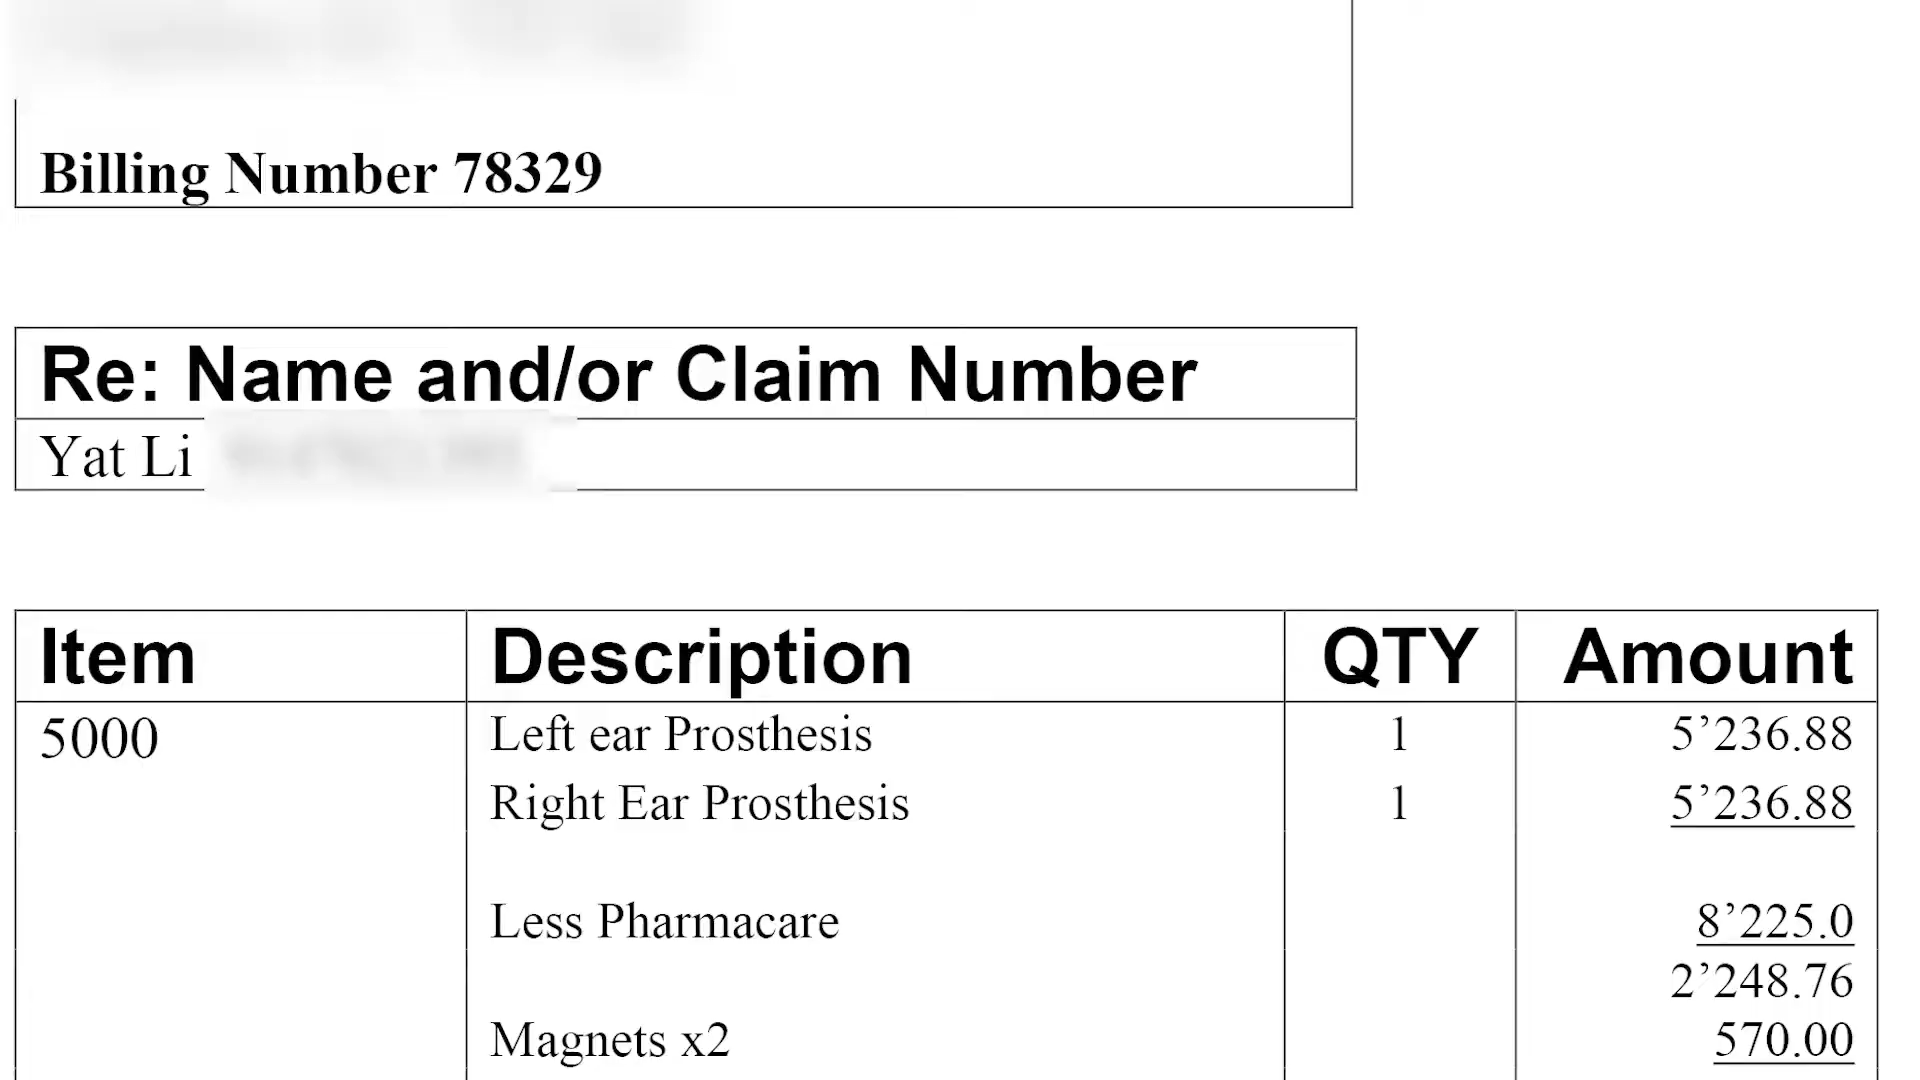 Billing Number 78329
Re: Name and/or Claim Number
Yat Li
Item Description QTY Amount
5000 Left ear Prosthesis 1 5’236.88
Right Ear Prosthesis 1 5’236.88
Less Pharmacare 8’225.0
2’248.76
Magnets x2 570.00